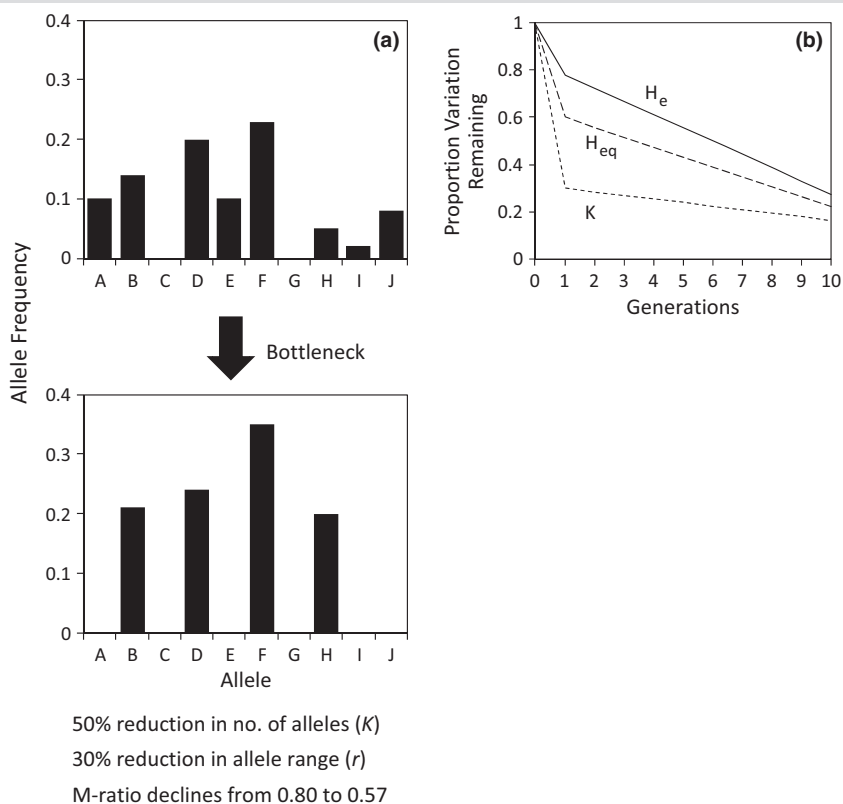 (a)
0.4
0.3
0.2
0.1
0
A B C D E F G H I J
Bottleneck
Allele Frequency
0.4
0.3
0.2
0.1
0
A B C D E F G H I J
Allele
50% reduction in no. of alleles (K)
30% reduction in allele range (r)
M-ratio declines from 0.80 to 0.57
(b)
Proportion Variation
Remaining
1
0.8
0.6
0.4
0.2
0
He
Heq
K
0 1 2 3 4 5 6 7 8 9 10
Generations